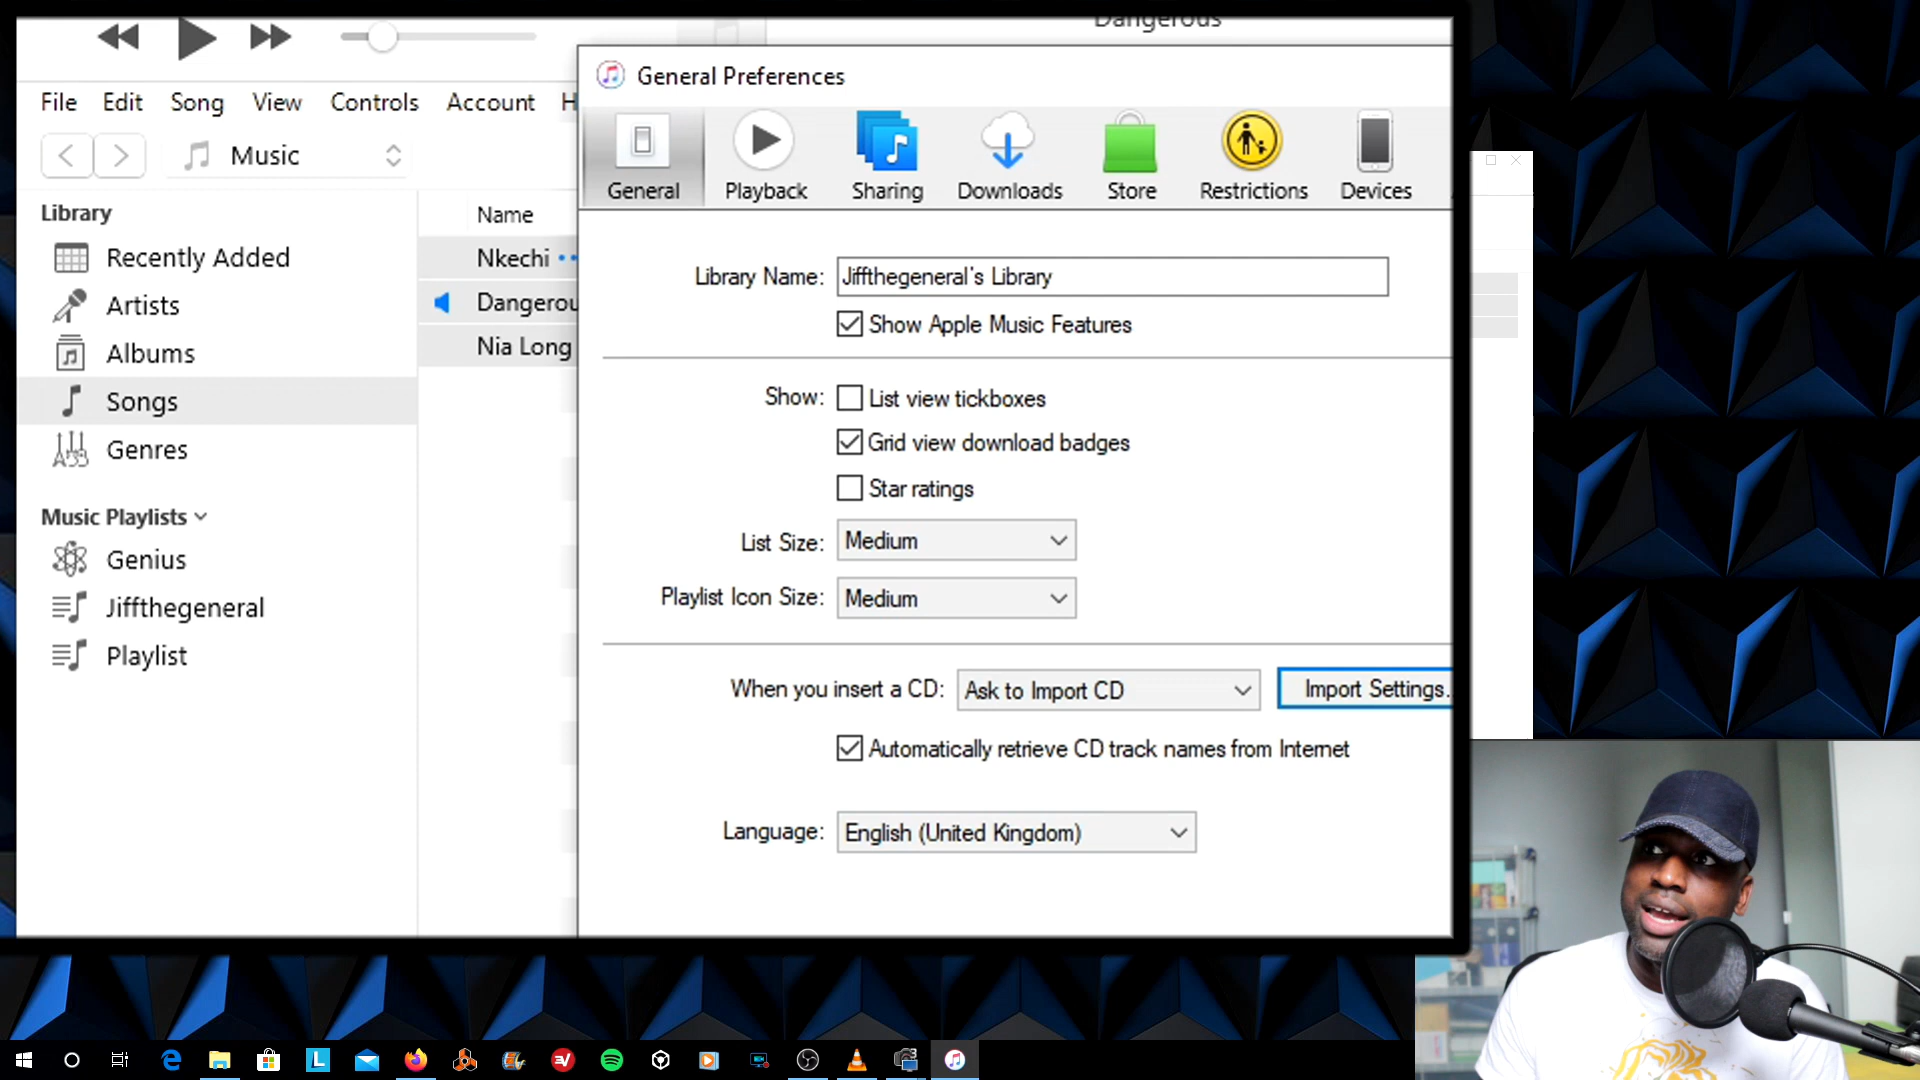 Dangerous
General Preferences
File Edit Song View Controls Account H
General Playback Sharing Downloads Store Restrictions Devices
Music
Library
Recently Added
Artists
Albums
Songs
Genres
Music Playlists
Genius
Jiffthegeneral
Playlist
Name
Nkechi
Dangerou
Nia Long
Library Name: Jiffthegeneral's Library
Show Apple Music Features
Show: List view tickboxes
Grid view download badges
Star ratings
List Size: Medium
Playlist Icon Size: Medium
When you insert a CD: Ask to Import CD Import Settings.
Automatically retrieve CD track names from Internet
Language: English (United Kingdom)